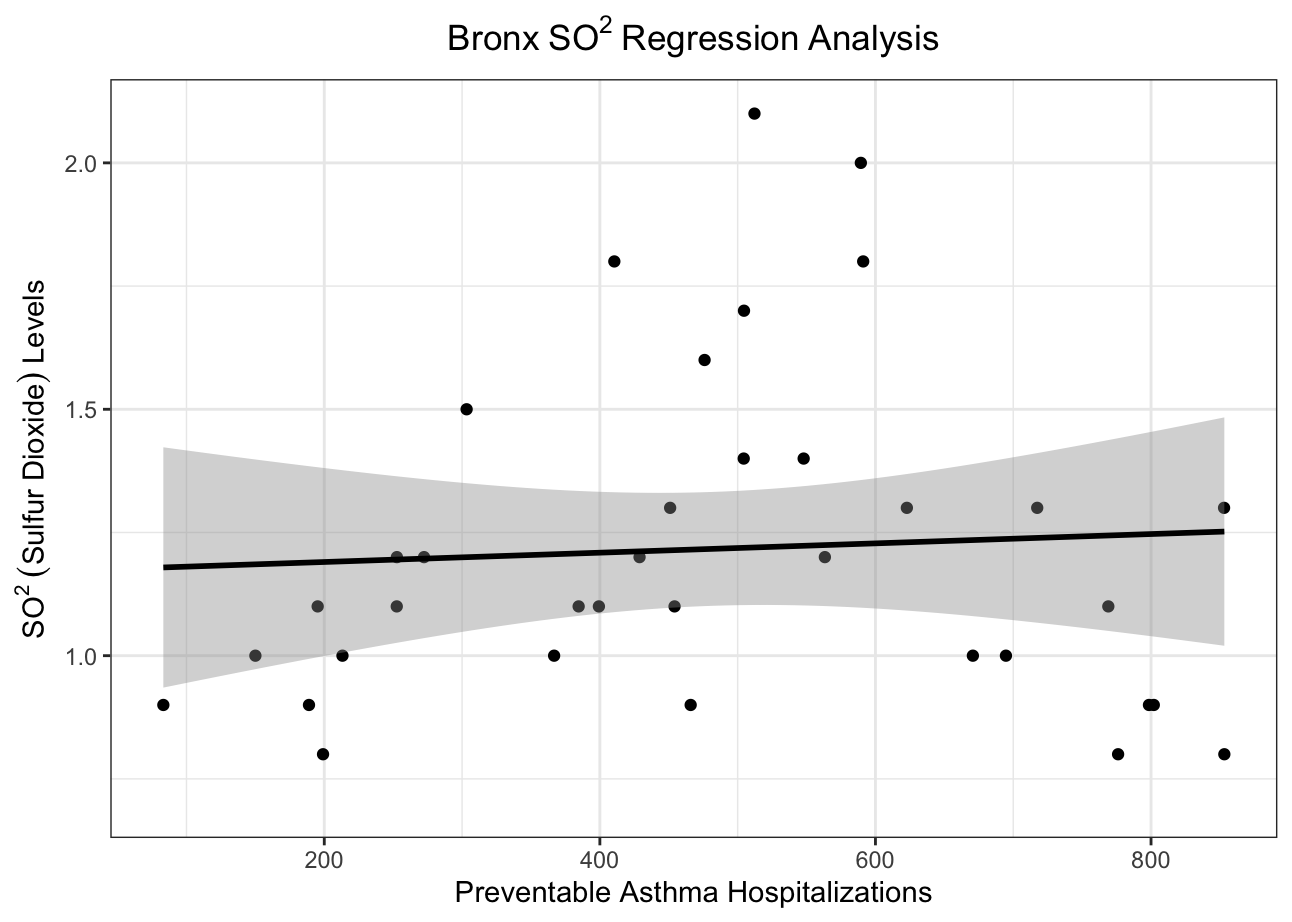 Bronx SO² Regression Analysis
SO² (Sulfur Dioxide) Levels
2.0
1.5
1.0
200 400 600 800
Preventable Asthma Hospitalizations